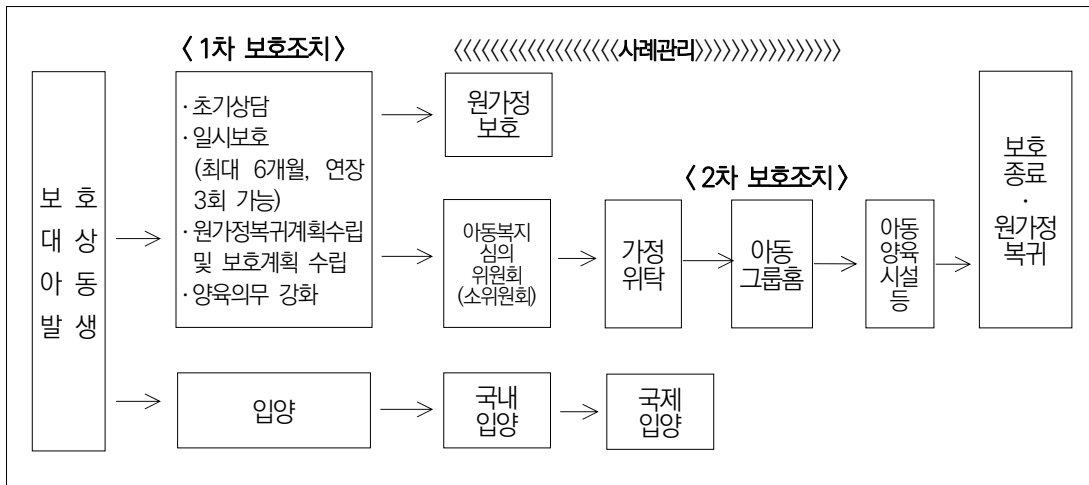 〈 1차 보호조치 〉
〈〈〈〈〈〈〈〈〈〈〈〈〈〈〈〈〈〈사례관리〉〉〉〉〉〉〉〉〉〉〉〉〉〉〉〉
보 호
대 상
아 동
발 생
· 초기상담
· 일시보호
(최대 6개월, 연장
3회 가능)
· 원가정복귀계획수립
및 보호계획 수립
· 양육의무 강화
원가정
보호
아동복지
심의
위원회
(소위원회)
〈 2차 보호조치 〉
가정
위탁
아동
그룹홈
아동
양육
시설
등
보호
종료
·
원가정
복귀
입양
국내
입양
국제
입양